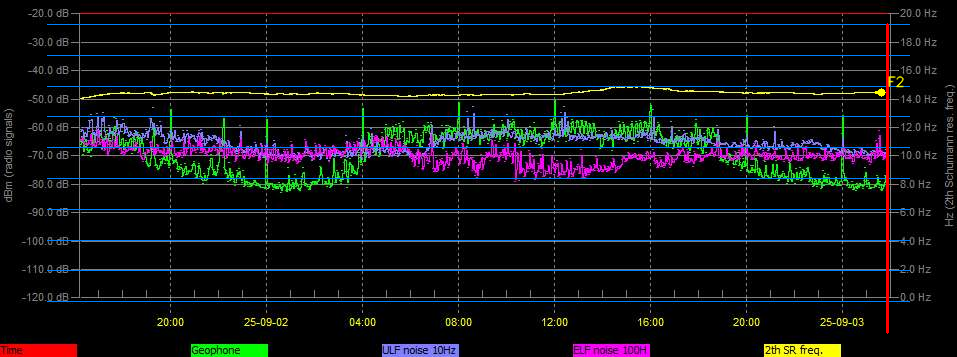 -20.0 dB 20.0 Hz
-30.0 dB 18.0 Hz
-40.0 dB 16.0 Hz
F2
-50.0 dB 14.0 Hz
-60.0 dB 12.0 Hz
-70.0 dB 10.0 Hz
-80.0 dB 8.0 Hz
-90.0 dB 6.0 Hz
-100.0 dB 4.0 Hz
-110.0 dB 2.0 Hz
-120.0 dB 0.0 Hz
dBm (radio signals)
Hz (2th Schumann res. freq.)
20:00 25-09-02 04:00 08:00 12:00 16:00 20:00 25-09-03
Time Geophone ULF noise 10Hz ELF noise 100H 2th SR freq.